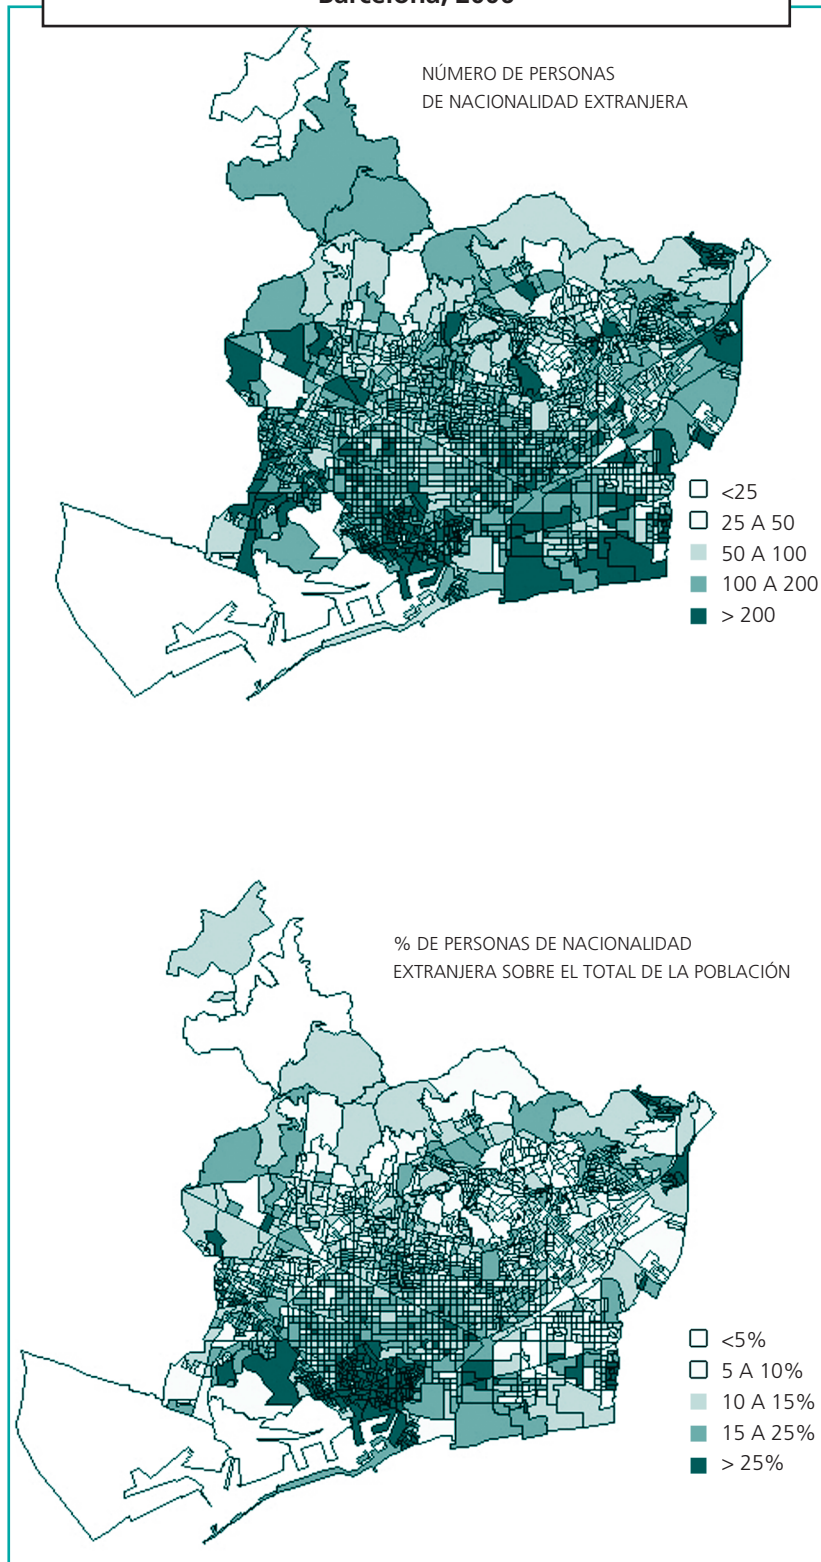 NÚMERO DE PERSONAS
DE NACIONALIDAD EXTRANJERA
<25
25 A 50
50 A 100
100 A 200
> 200
% DE PERSONAS DE NACIONALIDAD
EXTRANJERA SOBRE EL TOTAL DE LA POBLACIÓN
<5%
5 A 10%
10 A 15%
15 A 25%
> 25%